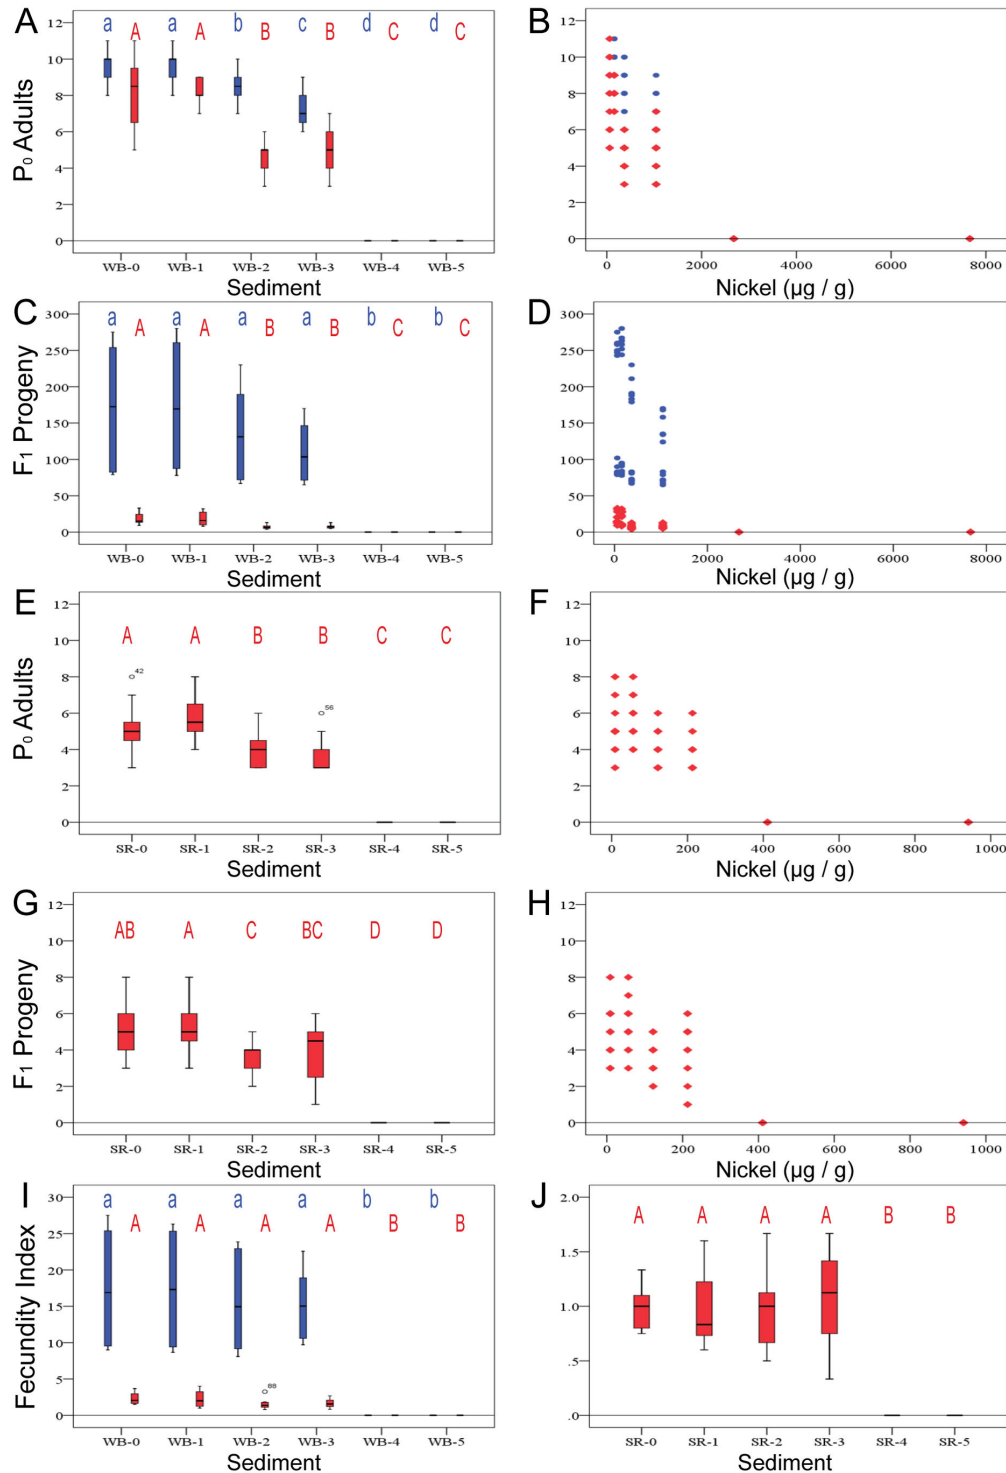 A
a A a A b B c B d C d C
12
10
8
6
4
2
0
P0 Adults
WB-0 WB-1 WB-2 WB-3 WB-4 WB-5
Sediment
B
12
10
8
6
4
2
0
0 2000 4000 6000 8000
Nickel (µg / g)
C
a A a A a B a B b C b C
300
250
200
150
100
50
0
F1 Progeny
WB-0 WB-1 WB-2 WB-3 WB-4 WB-5
Sediment
D
300
250
200
150
100
50
0
0 2000 4000 6000 8000
Nickel (µg / g)
E
12
10
8
6
4
2
0
A A B B C C
42
56
P0 Adults
SR-0 SR-1 SR-2 SR-3 SR-4 SR-5
Sediment
F
12
10
8
6
4
2
0
0 200 400 600 800 1000
Nickel (µg / g)
G
12
10
8
6
4
2
0
AB A C BC D D
F1 Progeny
SR-0 SR-1 SR-2 SR-3 SR-4 SR-5
Sediment
H
12
10
8
6
4
2
0
0 200 400 600 800 1000
Nickel (µg / g)
I
a A a A a A a A b B b B
30
25
20
15
10
5
0
88
Fecundity Index
WB-0 WB-1 WB-2 WB-3 WB-4 WB-5
Sediment
J
2.0
1.5
1.0
.5
.0
A A A A B B
SR-0 SR-1 SR-2 SR-3 SR-4 SR-5
Sediment